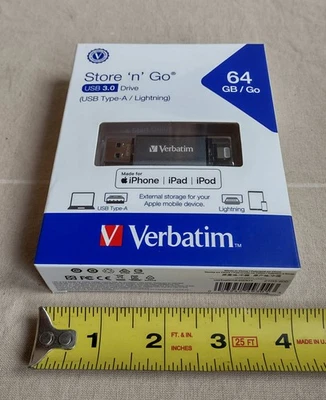 Store 'n' Go®
USB 3.0 Drive
(USB Type-A / Lightning)
64
GB / Go
Verbatim
Made for
iPhone | iPad | iPod
USB Type-A
External storage for your
Apple mobile device.
Lightning
Verbatim™
1 2 3 4
FT. & IN.
INCHES
25 FT
MADE IN U.